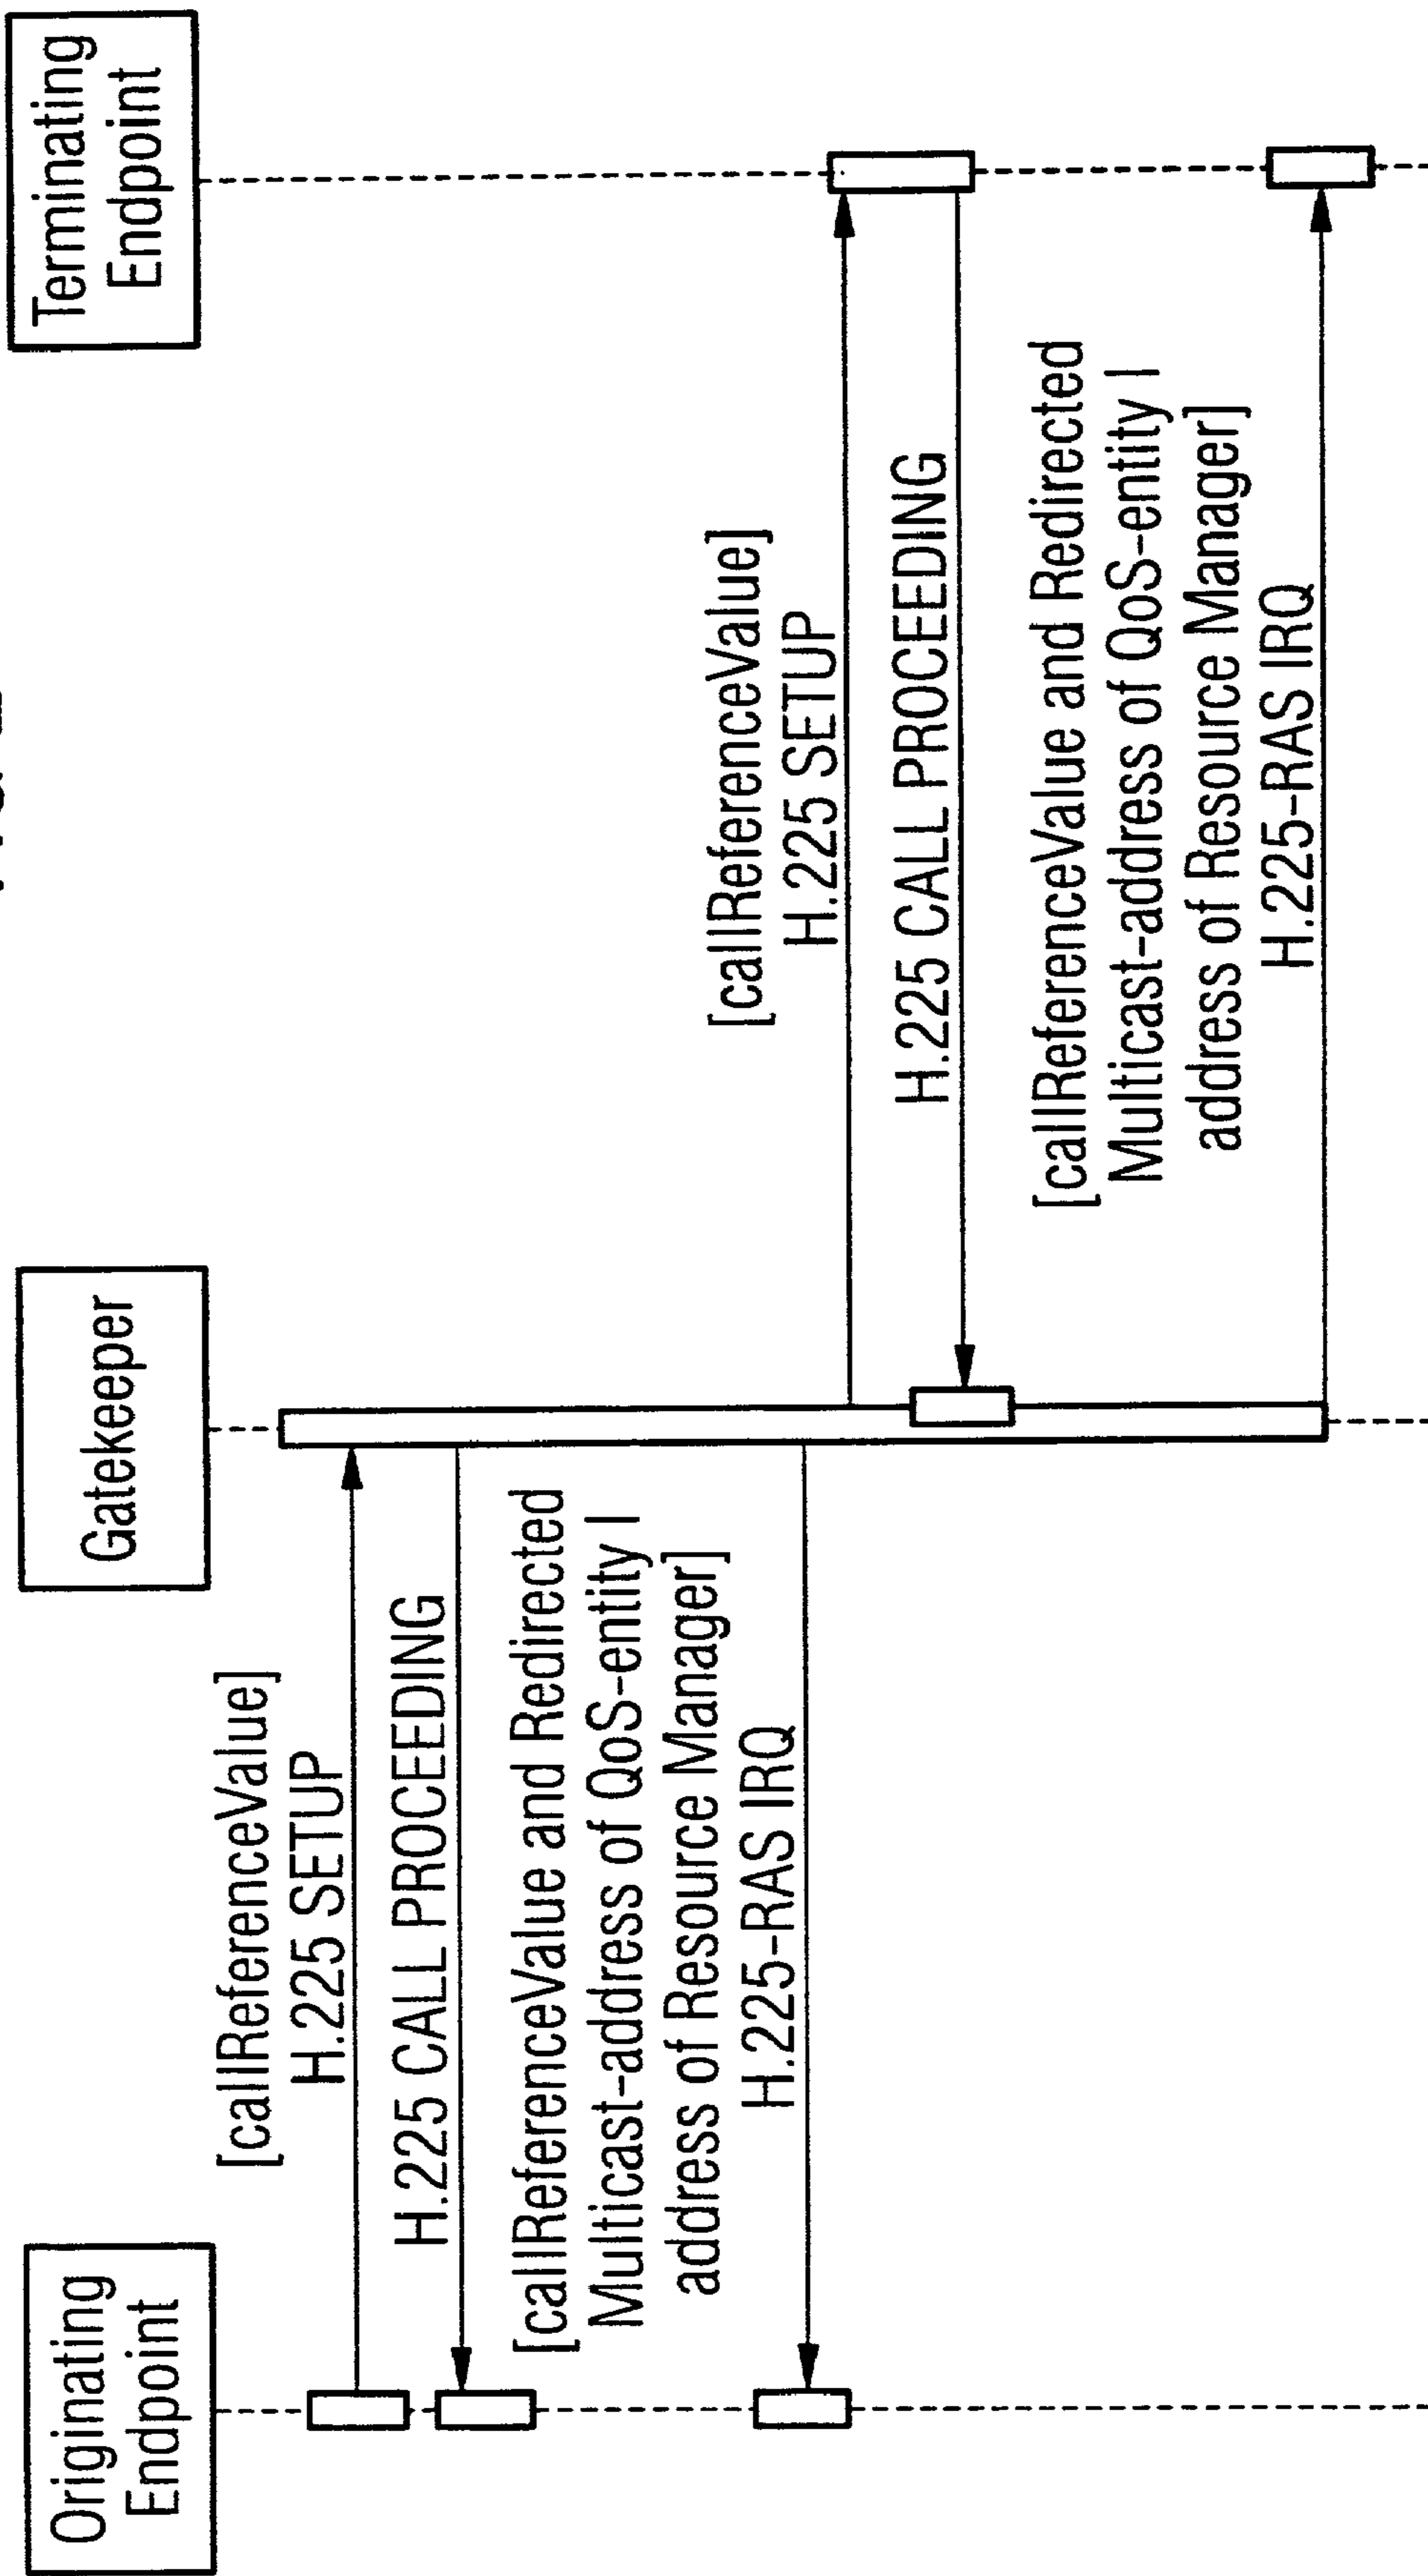 Originating
Endpoint
Gatekeeper
Terminating
Endpoint
[callReferenceValue]
H.225 SETUP
H.225 CALL PROCEEDING
[callReferenceValue and Redirected
Multicast-address of QoS-entity |
address of Resource Manager]
H.225-RAS IRQ
[callReferenceValue]
H.225 SETUP
H.225 CALL PROCEEDING
[callReferenceValue and Redirected
Multicast-address of QoS-entity |
address of Resource Manager]
H.225-RAS IRQ